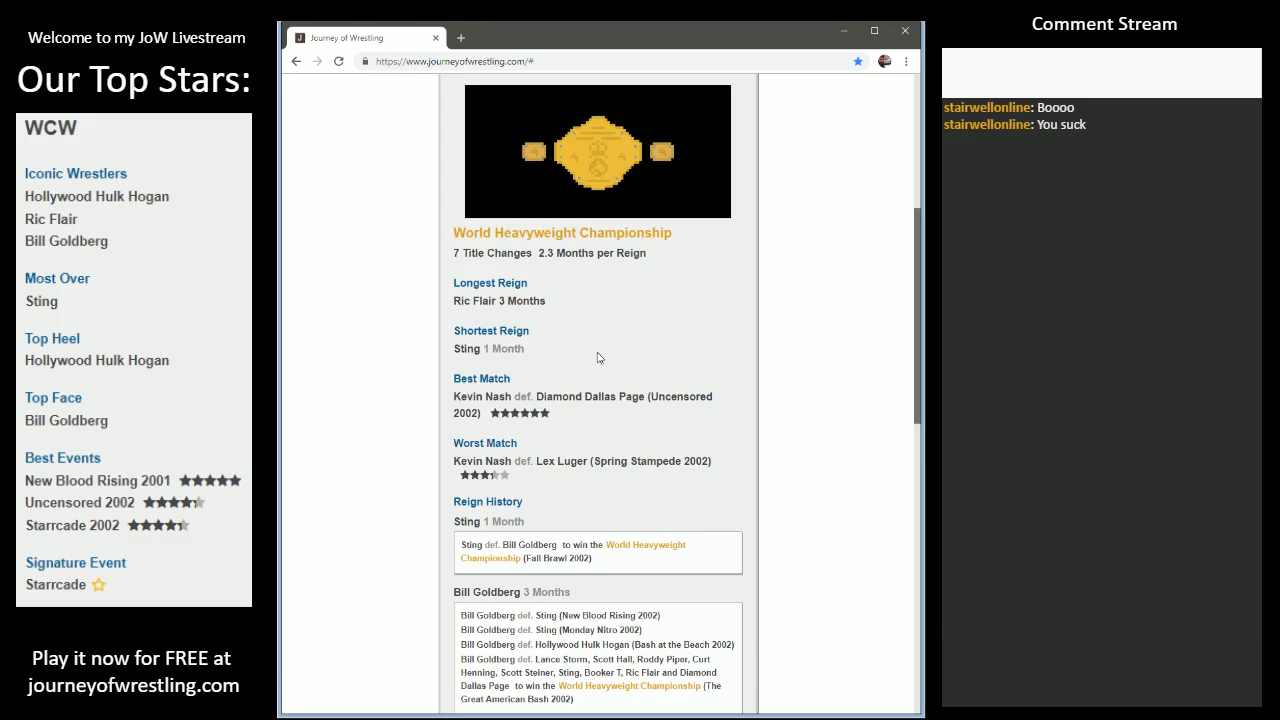 Welcome to my JoW Livestream
Our Top Stars:
WCW
Iconic Wrestlers
Hollywood Hulk Hogan
Ric Flair
Bill Goldberg
Most Over
Sting
Top Heel
Hollywood Hulk Hogan
Top Face
Bill Goldberg
Best Events
New Blood Rising 2001 ★★★★★
Uncensored 2002
Starrcade 2002
Signature Event
Starrcade
Play it now for FREE at
journeyofwrestling.com
Journey of Wrestling
https://www.journeyofwrestling.com/#
World Heavyweight Championship
7 Title Changes 2.3 Months per Reign
Longest Reign
Ric Flair 3 Months
Shortest Reign
Sting 1 Month
Best Match
Kevin Nash def. Diamond Dallas Page (Uncensored
2002) ★★★★★★
Worst Match
Kevin Nash def. Lex Luger (Spring Stampede 2002)
Reign History
Sting 1 Month
Sting def. Bill Goldberg to win the World Heavyweight
Championship (Fall Brawl 2002)
Bill Goldberg 3 Months
Bill Goldberg def. Sting (New Blood Rising 2002)
Bill Goldberg def. Sting (Monday Nitro 2002)
Bill Goldberg def. Hollywood Hulk Hogan (Bash at the Beach 2002)
Bill Goldberg def. Lance Storm, Scott Hall, Roddy Piper, Curt
Henning, Scott Steiner, Sting, Booker T, Ric Flair and Diamond
Dallas Page to win the World Heavyweight Championship (The
Great American Bash 2002)
Comment Stream
stairwellonline: Boooo
stairwellonline: You suck